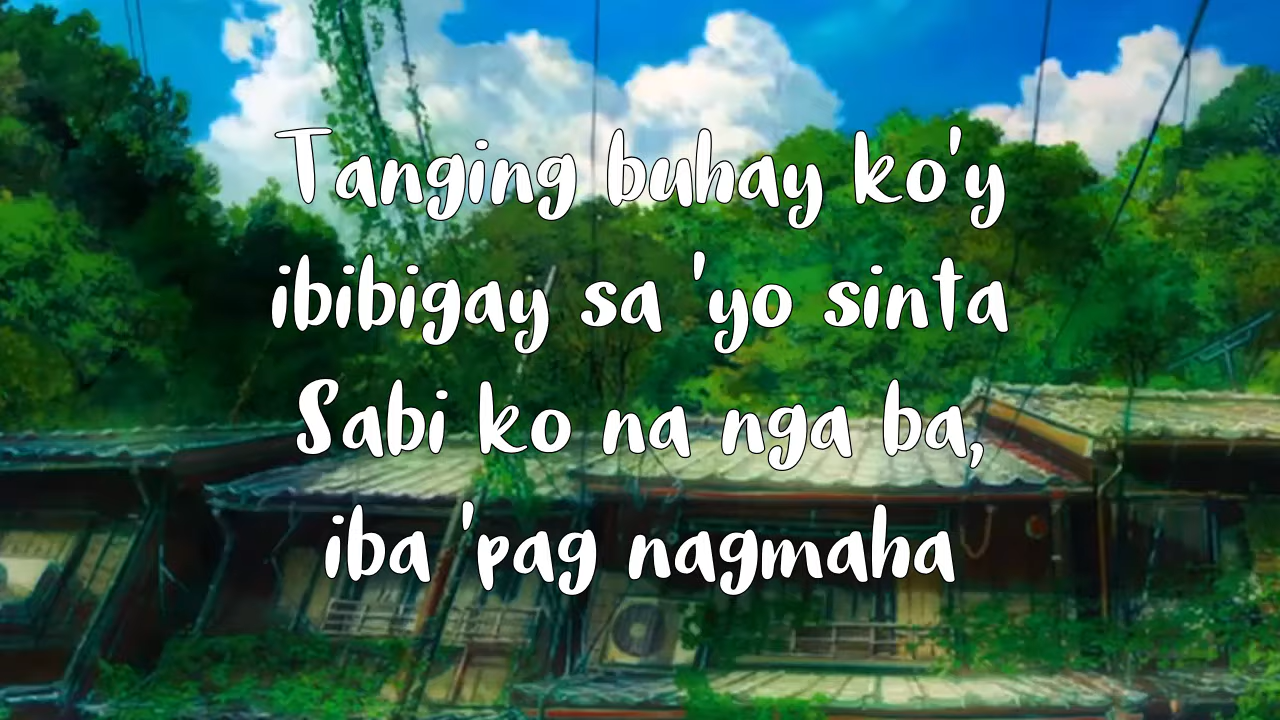 Tanging buhay ko'y
ibibigay sa 'yo sinta
Sabi ko na nga ba,
iba 'pag nagmaha